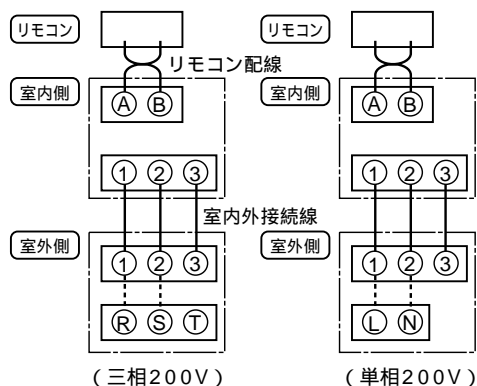 リモコン リモコン
リモコン配線
室内側 A B 室内側 A B
1 2 3 1 2 3
室内外接続線
室外側 1 2 3 室外側 1 2 3
R S T L N
(三相200V) (単相200V)